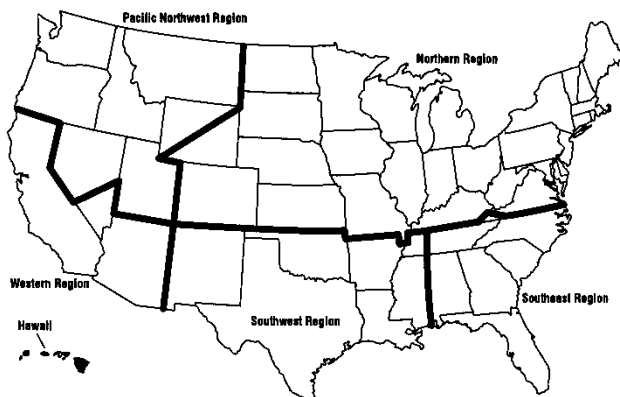 Pacific Northwest Region
Northern Region
Western Region
Southwest Region
Southeast Region
Hawaii